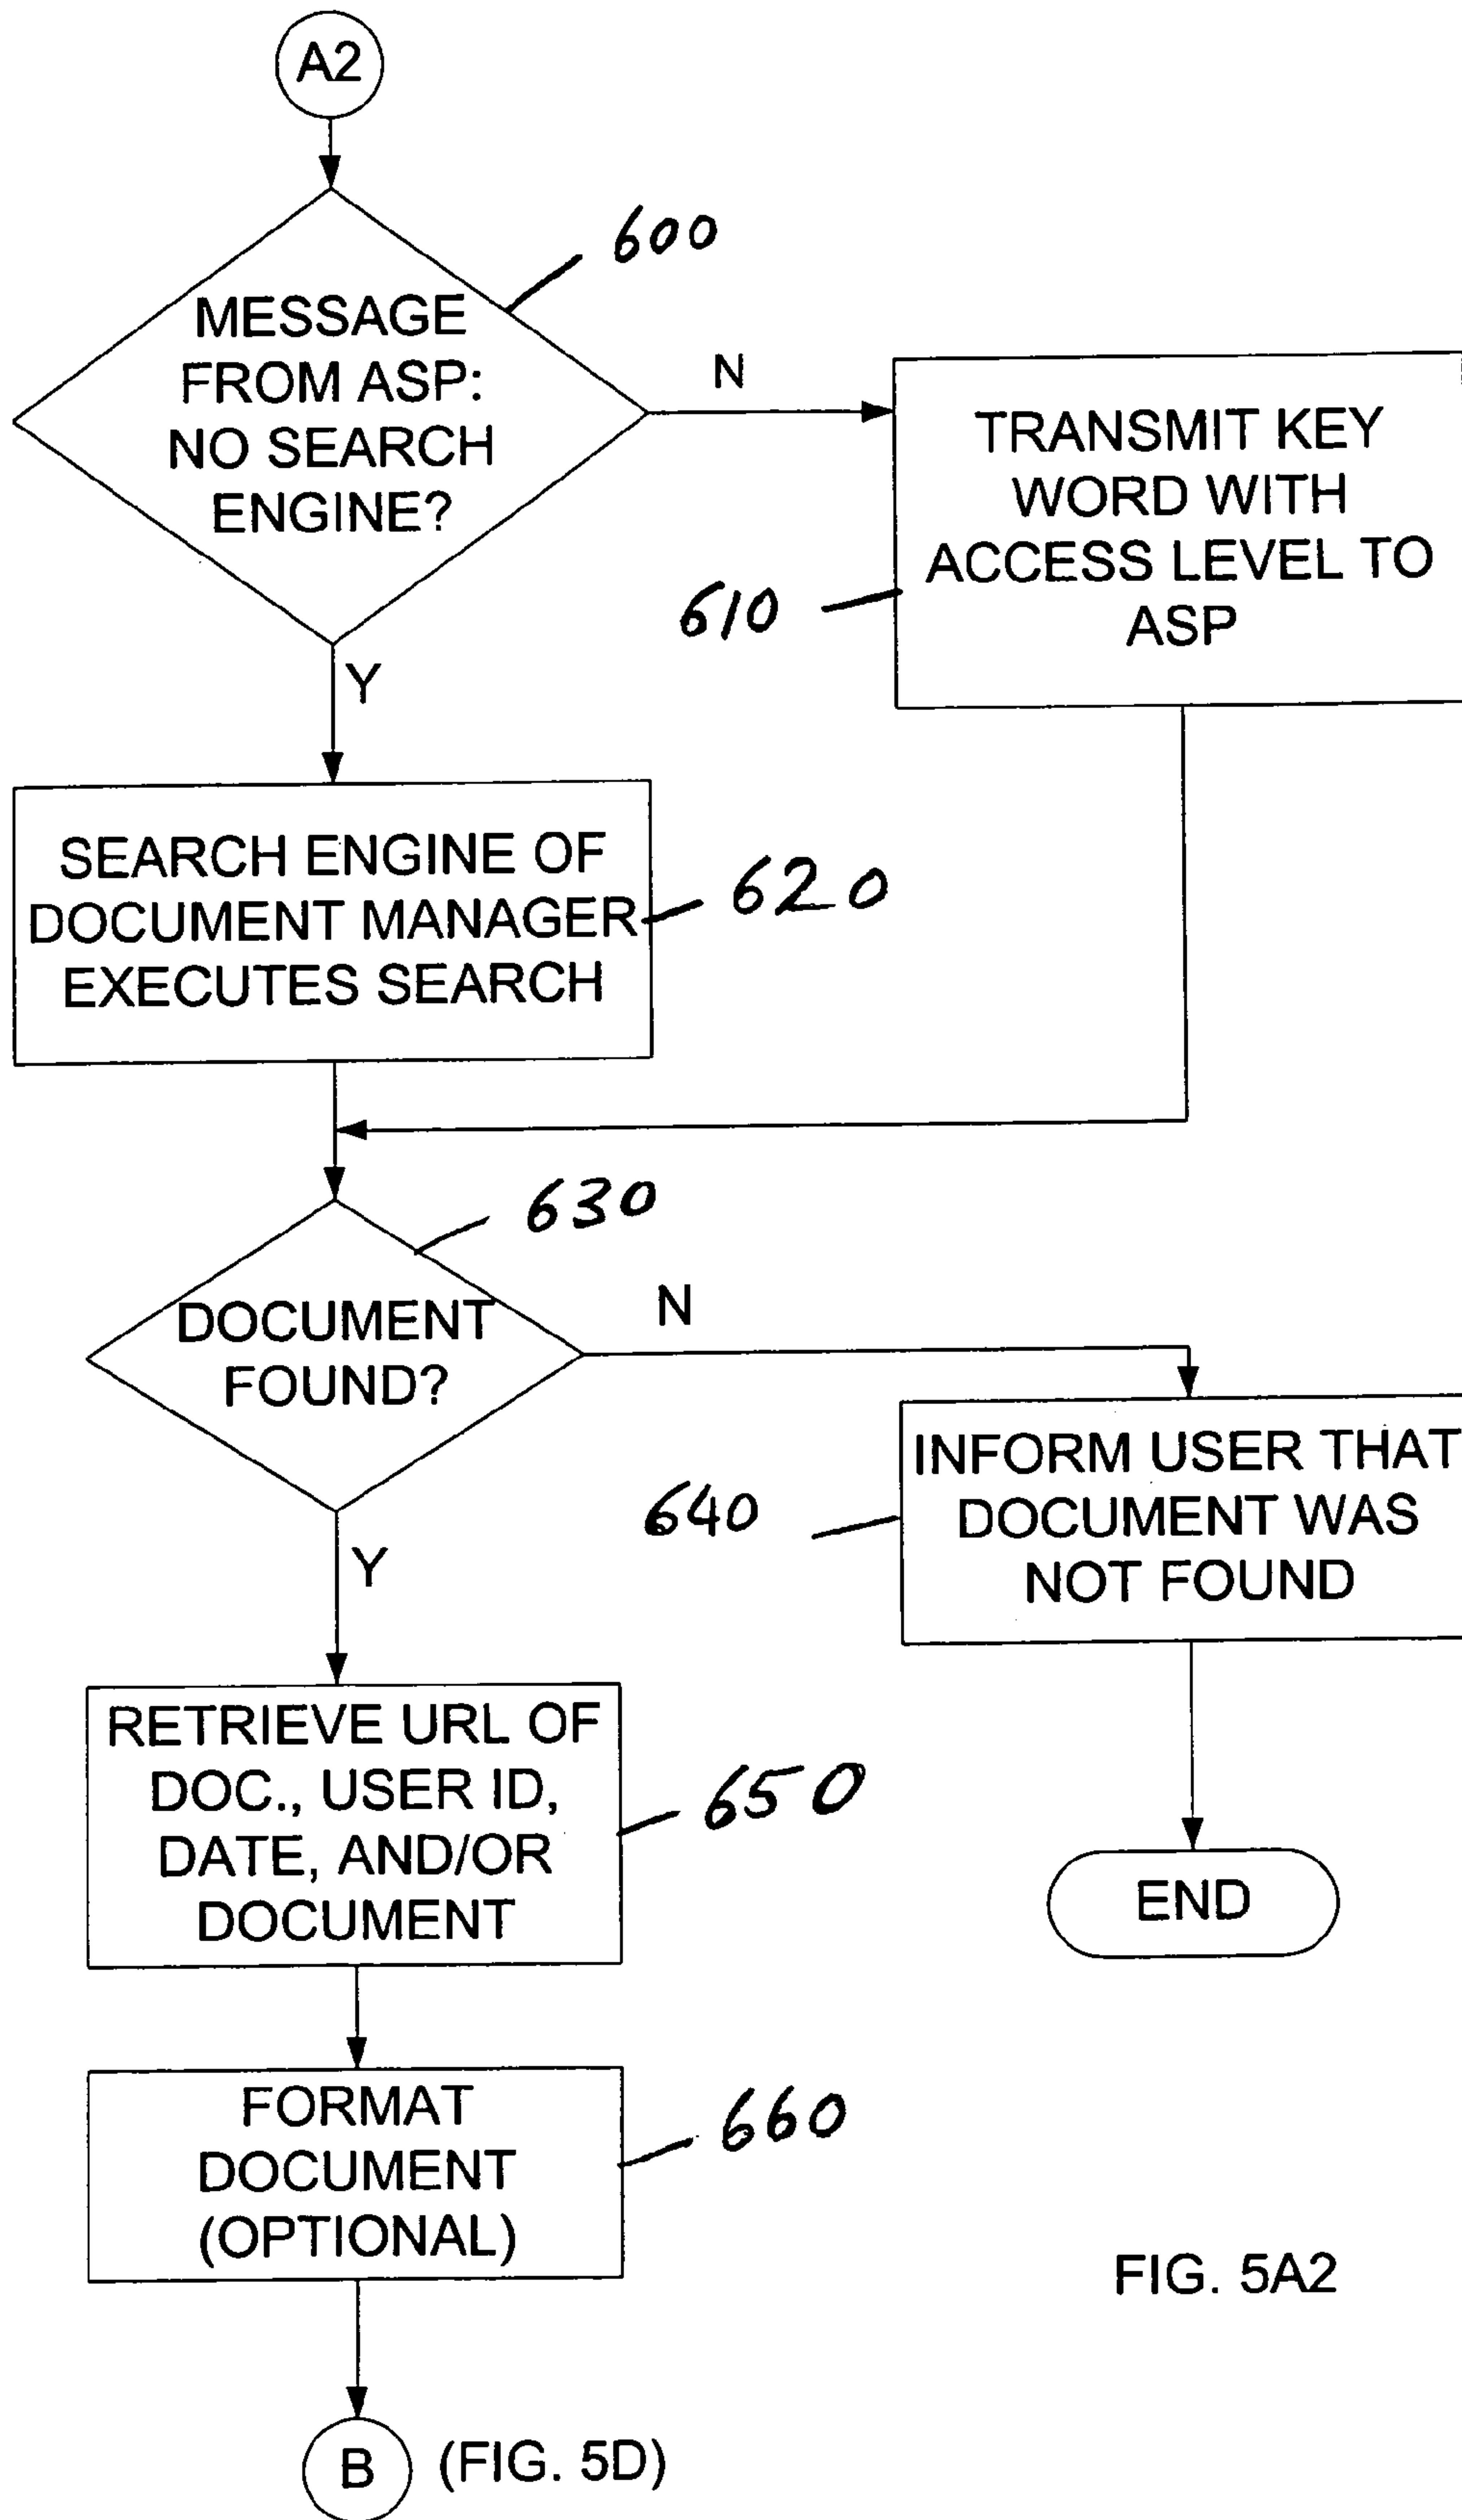 A2
600
MESSAGE
FROM ASP:
NO SEARCH
ENGINE?
N
TRANSMIT KEY
WORD WITH
ACCESS LEVEL TO
ASP
610
Y
SEARCH ENGINE OF
DOCUMENT MANAGER
EXECUTES SEARCH
620
630
DOCUMENT
FOUND?
N
INFORM USER THAT
DOCUMENT WAS
NOT FOUND
640
Y
RETRIEVE URL OF
DOC., USER ID,
DATE, AND/OR
DOCUMENT
650
END
FORMAT
DOCUMENT
(OPTIONAL)
660
FIG. 5A2
B (FIG. 5D)